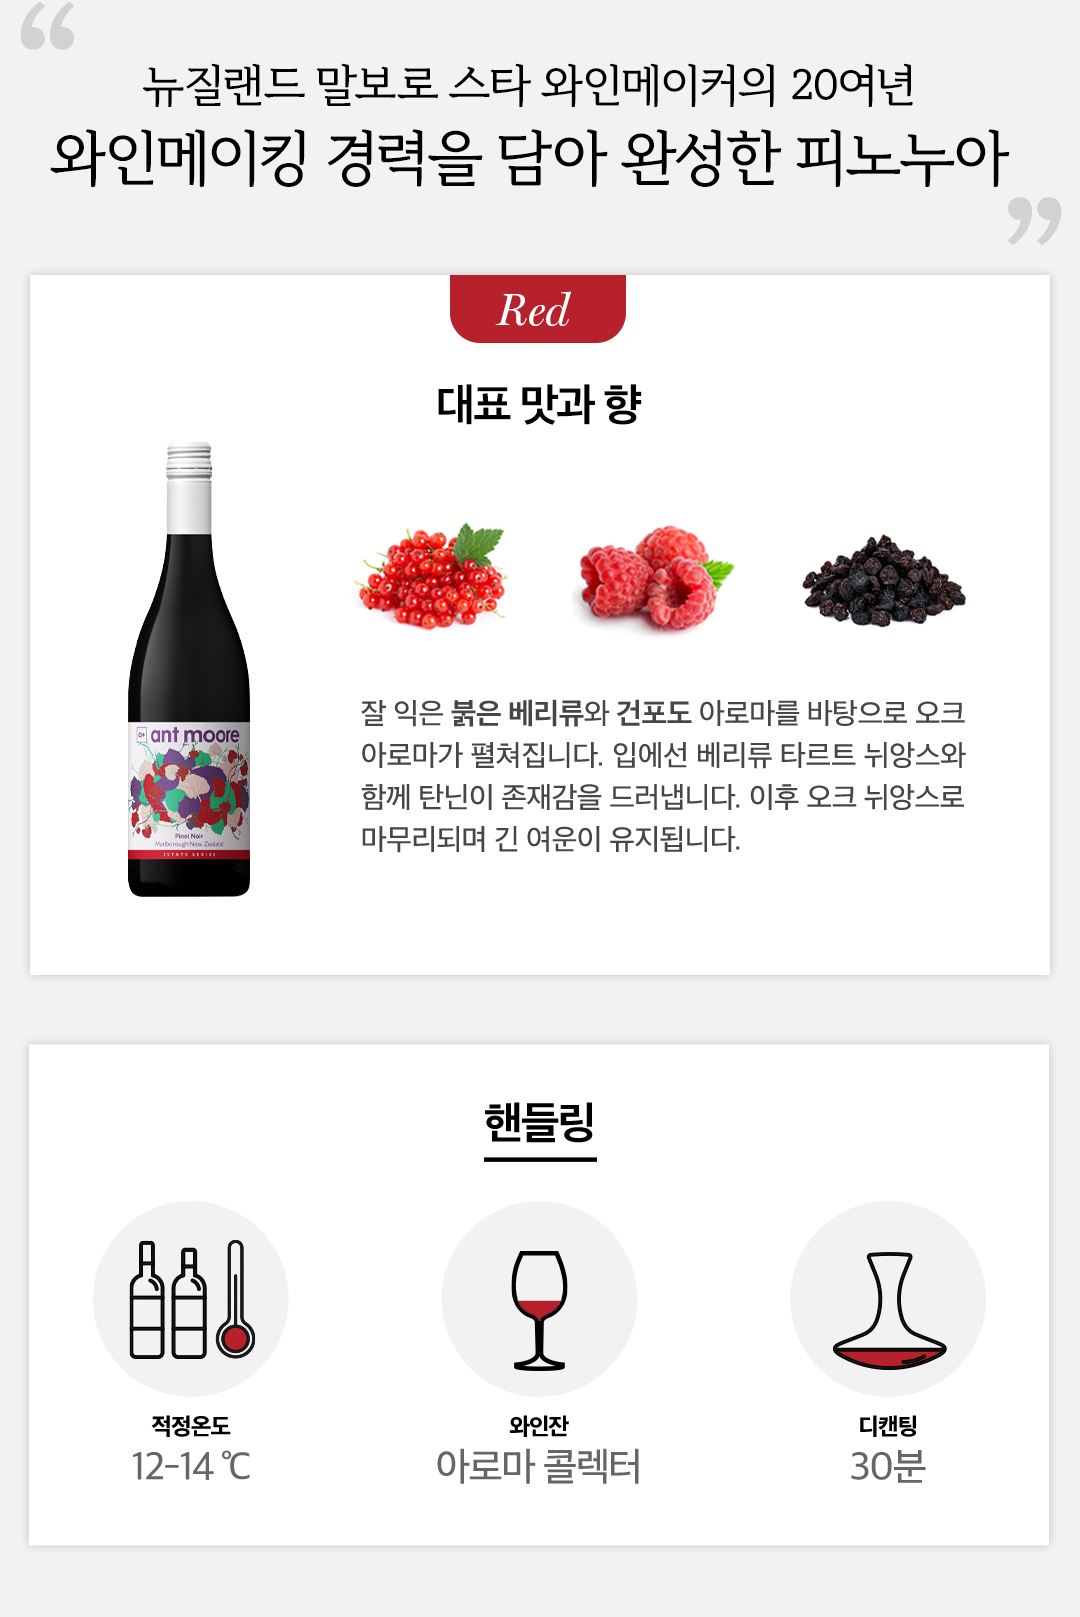 “
뉴질랜드 말보로 스타 와인메이커의 20여년
와인메이킹 경력을 담아 완성한 피노누아
”
Red
대표 맛과 향
잘 익은 붉은 베리류와 건포도 아로마를 바탕으로 오크
아로마가 펼쳐집니다. 입에선 베리류 타르트 뉘앙스와
함께 탄닌이 존재감을 드러냅니다. 이후 오크 뉘앙스로
마무리되며 긴 여운이 유지됩니다.
ant moore
Pinot Noir
Marlborough New Zealand
ESTATE SERIES
핸들링
적정온도
12-14 ℃
와인잔
아로마 콜렉터
디캔팅
30분